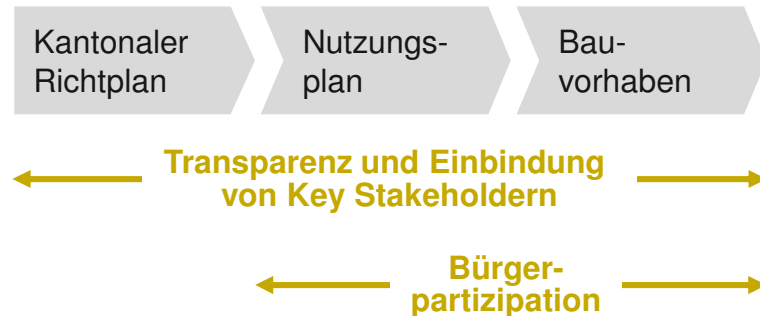 Kantonaler
Richtplan
Nutzungs-
plan
Bau-
vorhaben
Transparenz und Einbindung
von Key Stakeholdern
Bürger-
partizipation